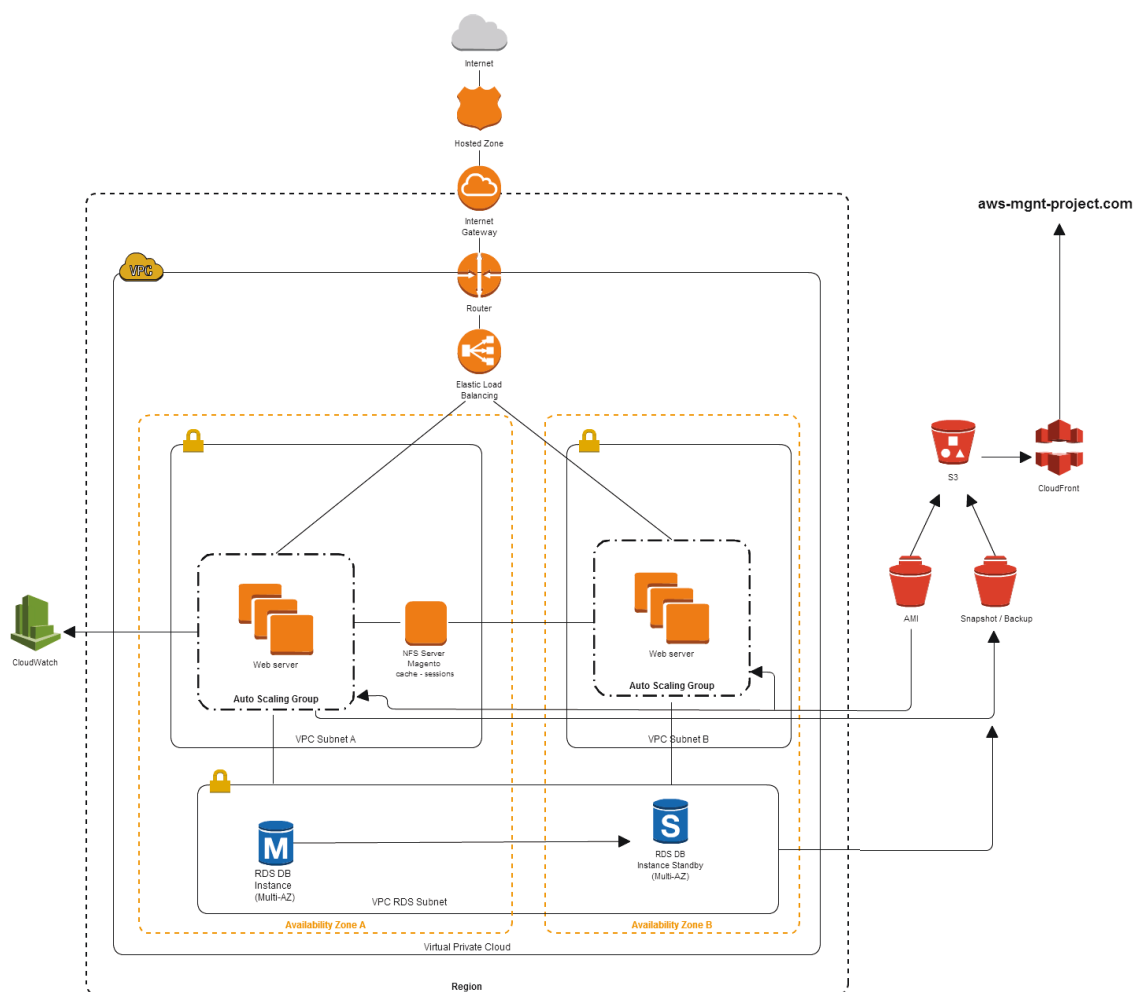 Internet
Hosted Zone
Internet
Gateway
aws-mgnt-project.com
VPC
Router
Elastic Load
Balancing
S3
CloudFront
AMI
Snapshot / Backup
CloudWatch
Web server
Auto Scaling Group
NFS Server
Magento
cache - sessions
Web server
Auto Scaling Group
VPC Subnet A
VPC Subnet B
M
RDS DB
Instance
(Multi-AZ)
S
RDS DB
Instance Standby
(Multi-AZ)
VPC RDS Subnet
Availability Zone A
Availability Zone B
Virtual Private Cloud
Region